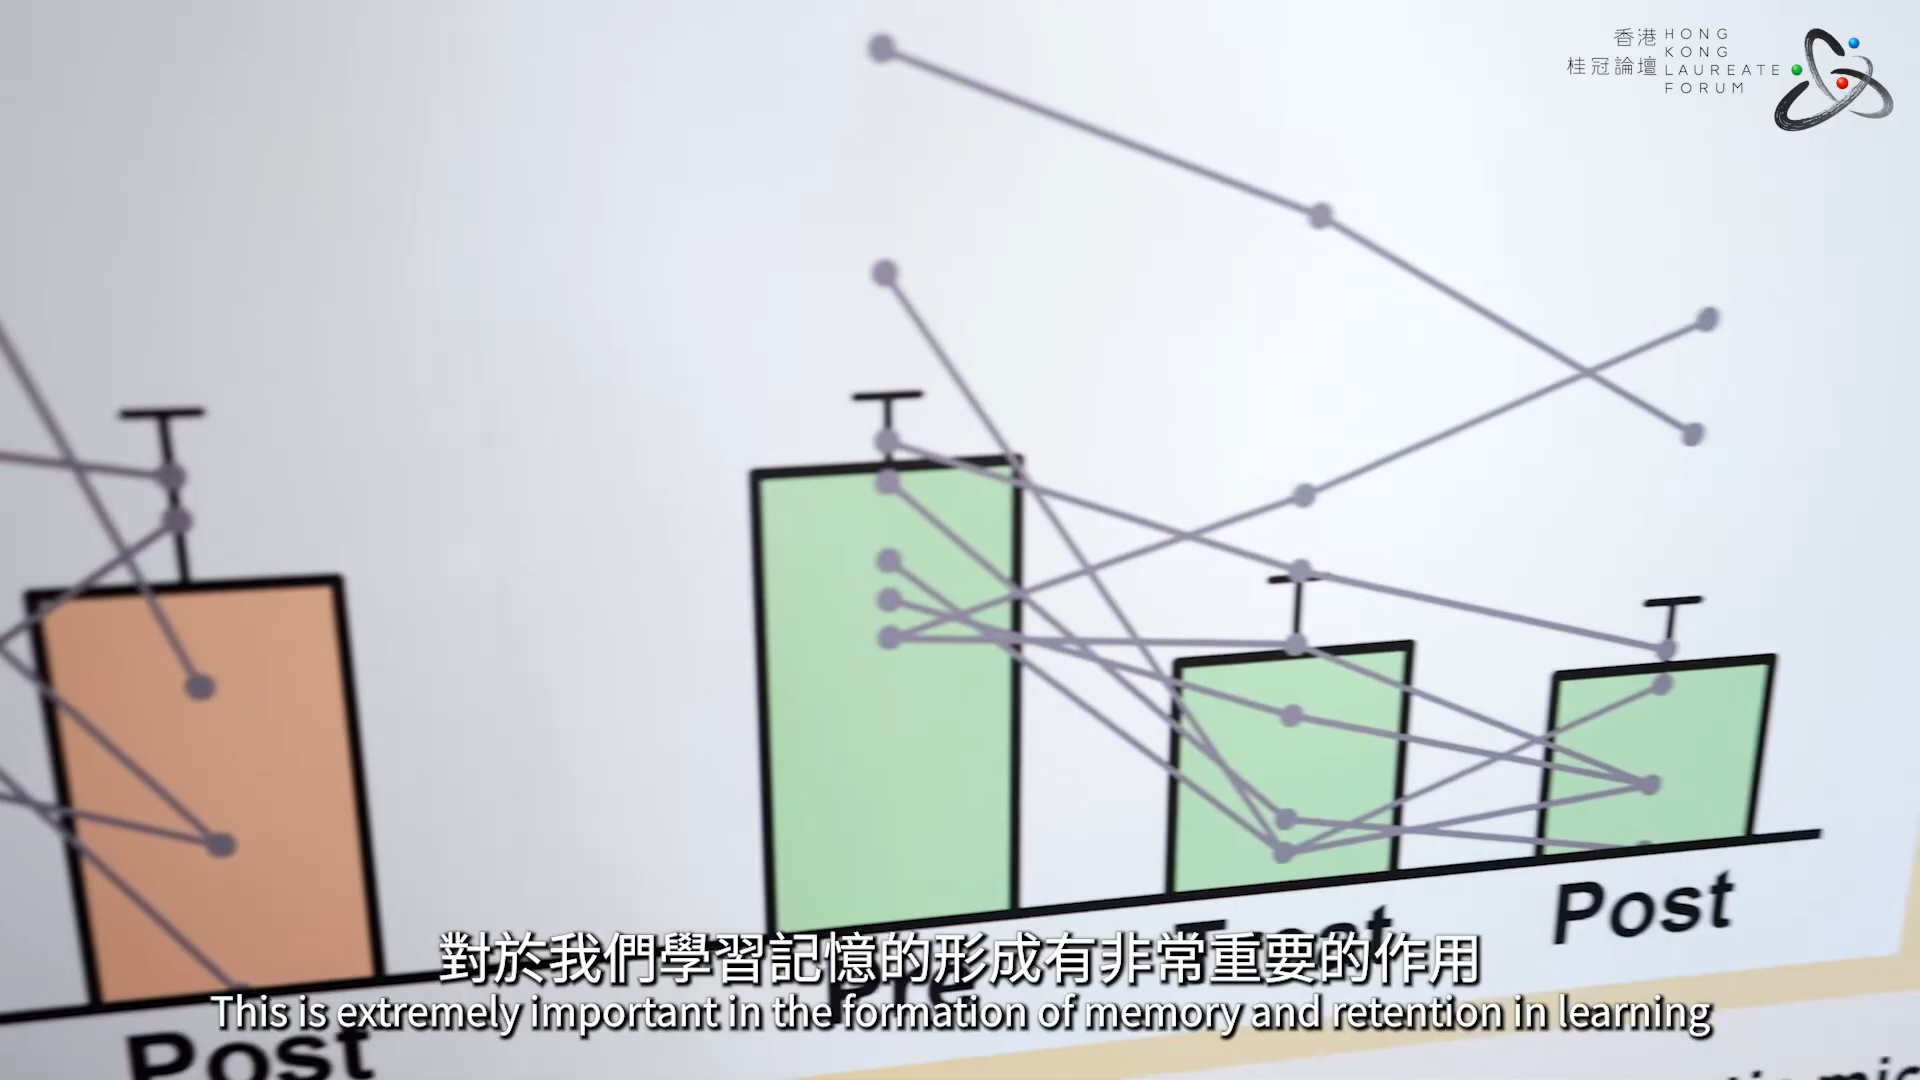 香港 HONG
KONG
桂冠論壇 LAUREATE
FORUM
Post
Pre
對於我們學習記憶的形成有非常重要的作用
This is extremely important in the formation of memory and retention in learning
Post